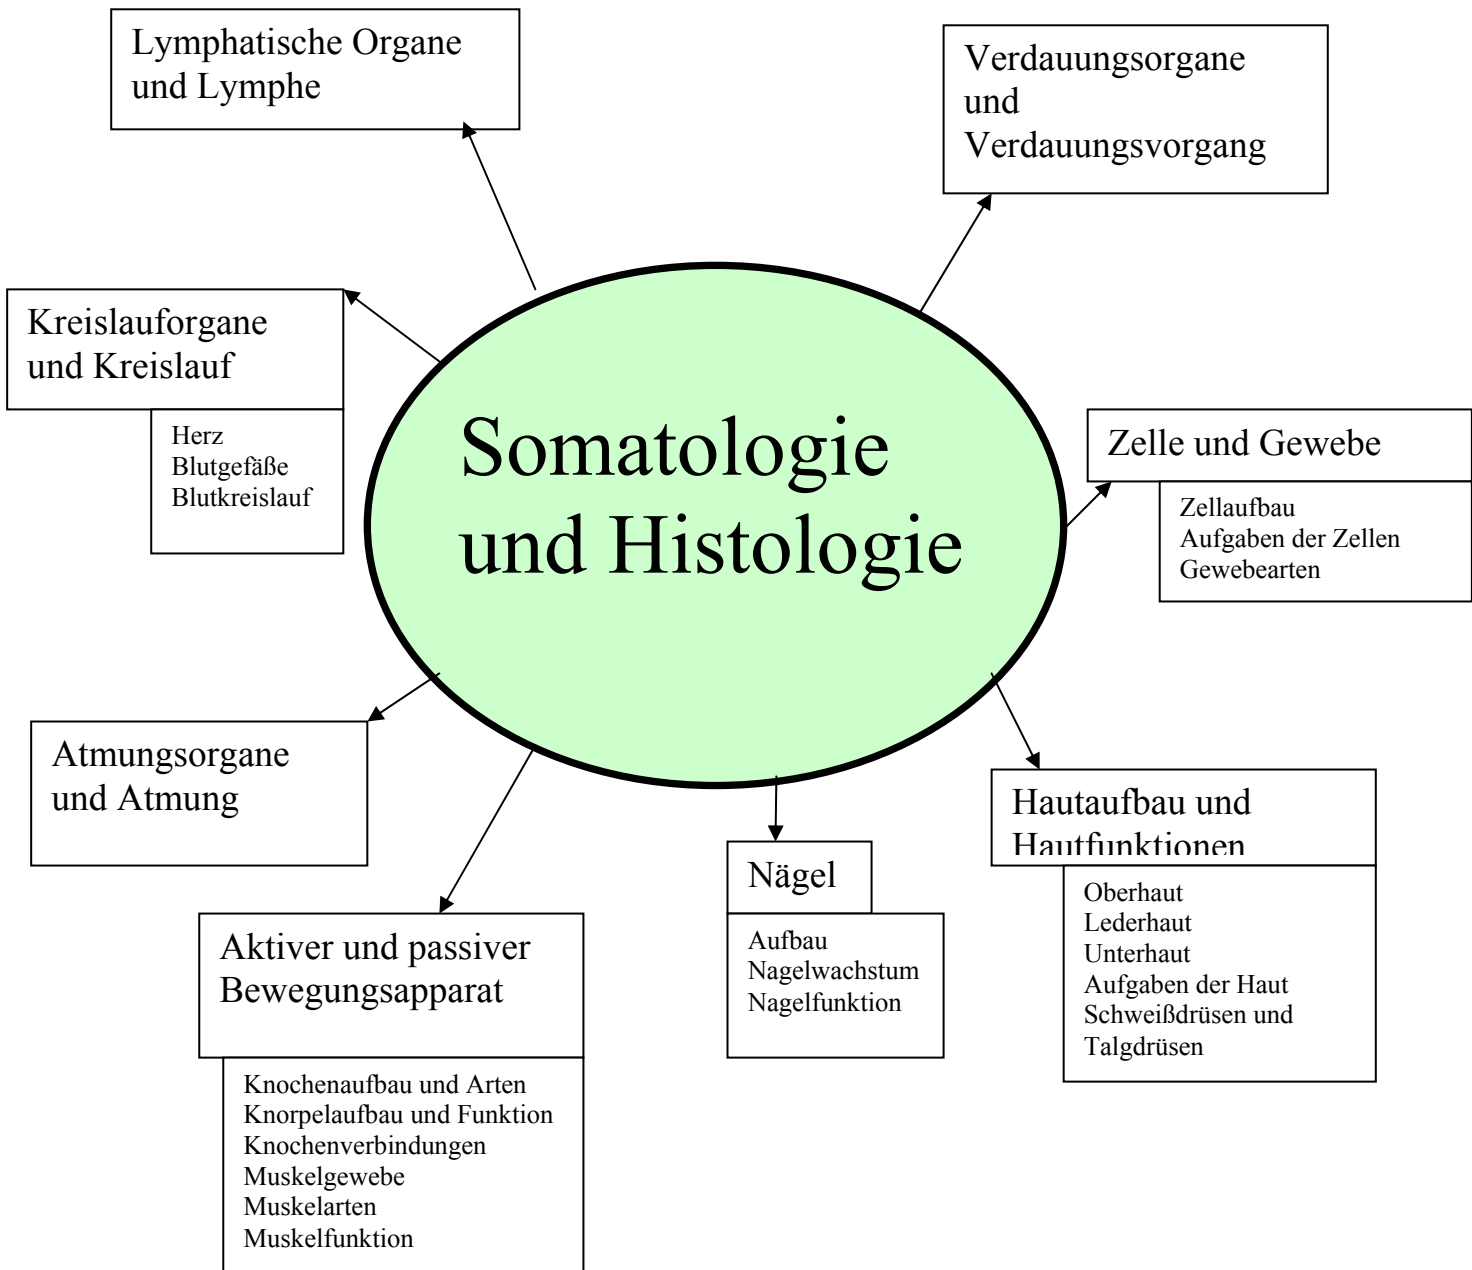 Lymphatische Organe
und Lymphe
Verdauungsorgane
und
Verdauungsvorgang
Kreislauforgane
und Kreislauf
Herz
Blutgefäße
Blutkreislauf
Somatologie
und Histologie
Zelle und Gewebe
Zellaufbau
Aufgaben der Zellen
Gewebearten
Atmungsorgane
und Atmung
Hautaufbau und
Hautfunktionen
Oberhaut
Lederhaut
Unterhaut
Aufgaben der Haut
Schweißdrüsen und
Talgdrüsen
Nägel
Aufbau
Nagelwachstum
Nagelfunktion
Aktiver und passiver
Bewegungsapparat
Knochenaufbau und Arten
Knorpelaufbau und Funktion
Knochenverbindungen
Muskelgewebe
Muskelarten
Muskelfunktion